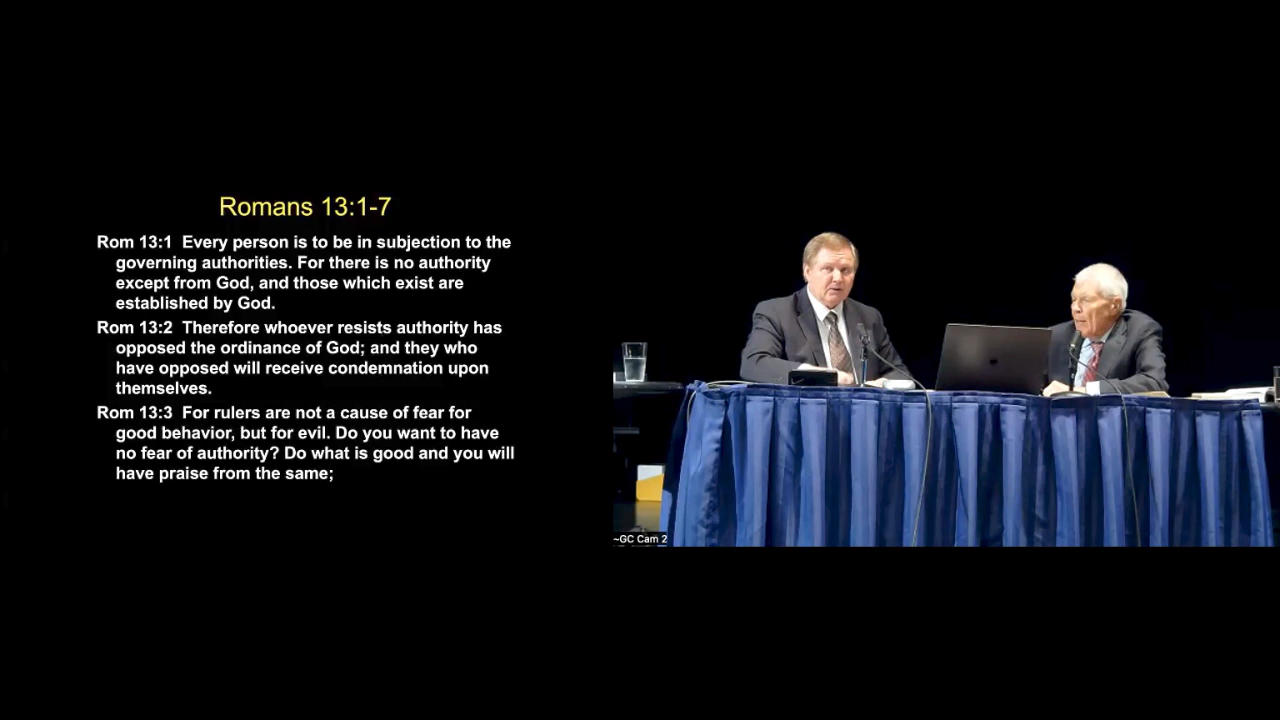 Romans 13:1-7
Rom 13:1 Every person is to be in subjection to the
governing authorities. For there is no authority
except from God, and those which exist are
established by God.
Rom 13:2 Therefore whoever resists authority has
opposed the ordinance of God; and they who
have opposed will receive condemnation upon
themselves.
Rom 13:3 For rulers are not a cause of fear for
good behavior, but for evil. Do you want to have
no fear of authority? Do what is good and you will
have praise from the same;
~GC Cam 2